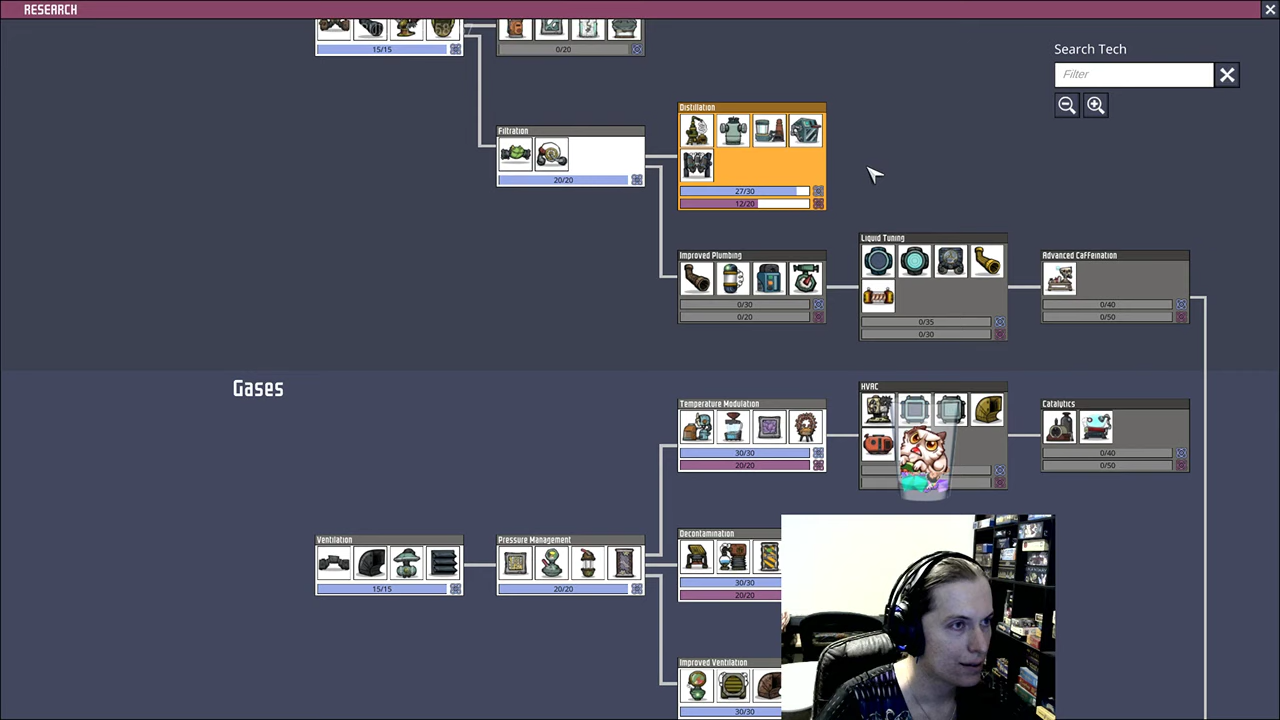 RESEARCH
Search Tech
Filter
15/15
0/20
Distillation
Filtration
20/20
27/30
12/20
Improved Plumbing
0/30
0/20
Liquid Tuning
0/35
0/30
Advanced Caffeination
0/40
0/50
Gases
Temperature Modulation
30/30
20/20
HVAC
Catalytics
0/40
0/50
Ventilation
15/15
Pressure Management
20/20
Decontamination
30/30
20/20
Improved Ventilation
30/30